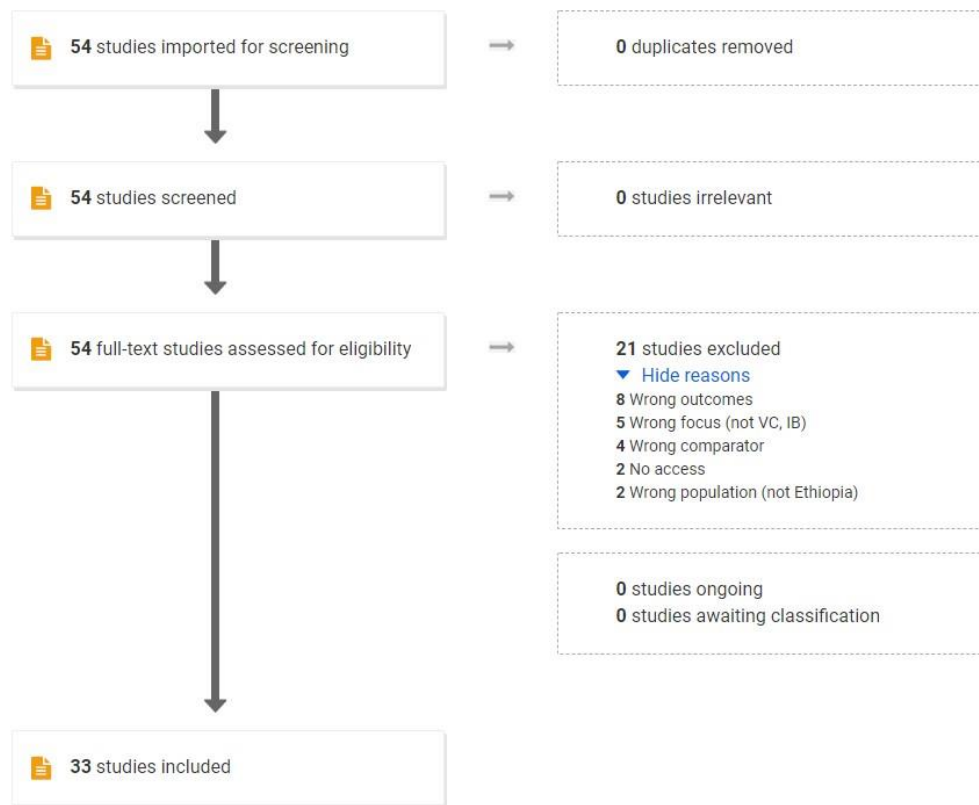 54 studies imported for screening
0 duplicates removed
54 studies screened
0 studies irrelevant
54 full-text studies assessed for eligibility
21 studies excluded
Hide reasons
8 Wrong outcomes
5 Wrong focus (not VC, IB)
4 Wrong comparator
2 No access
2 Wrong population (not Ethiopia)
0 studies ongoing
0 studies awaiting classification
33 studies included